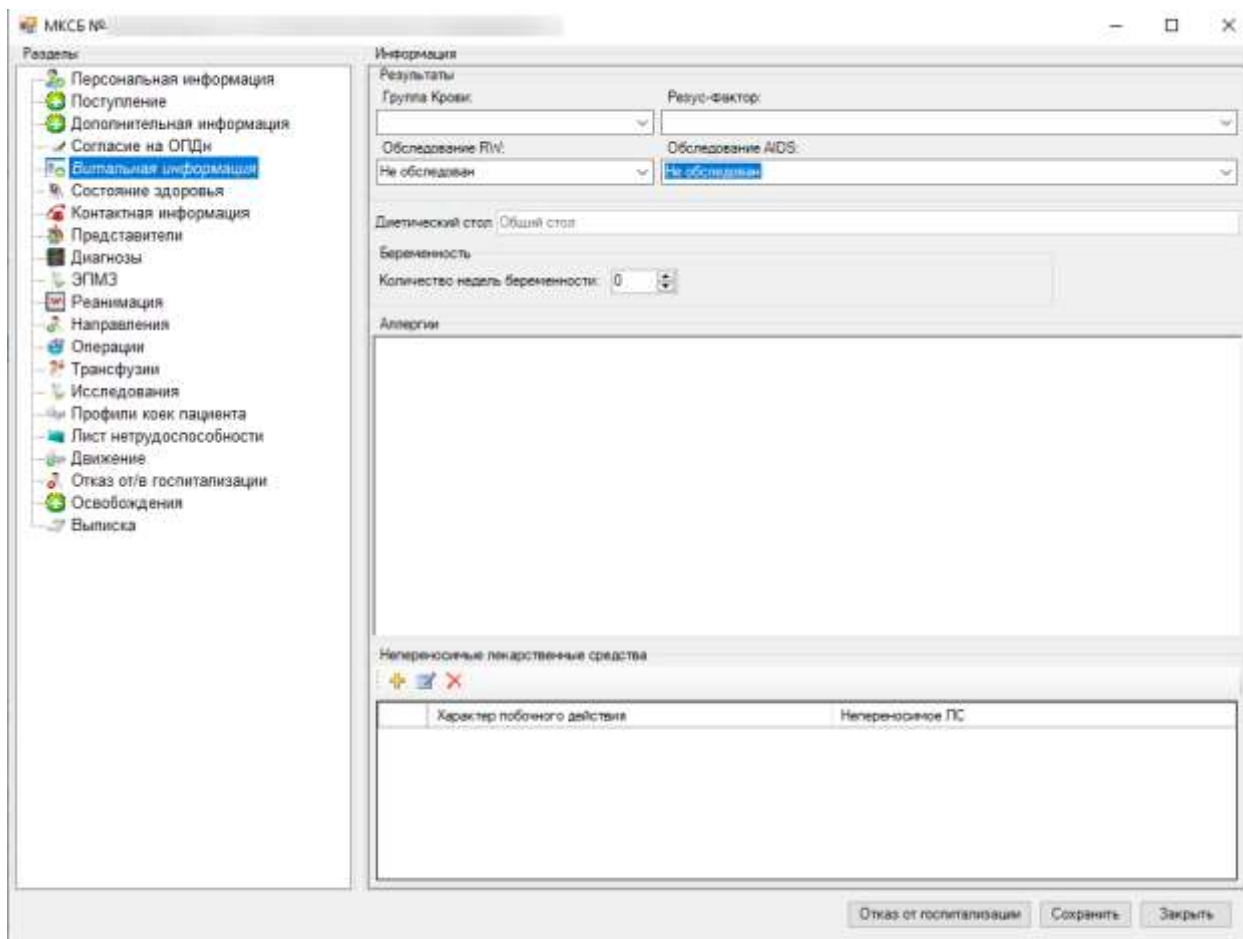 МКСБ №
Разделы
Персональная информация
Поступление
Дополнительная информация
Согласие на ОПДн
Витальная информация
Состояние здоровья
Контактная информация
Представители
Диагнозы
ЭПМЗ
Реанимация
Направления
Операции
Трансфузии
Исследования
Профили коек пациента
Лист нетрудоспособности
Движение
Отказ от/в госпитализации
Освобождения
Выписка
Информация
Результаты
Группа Крови: Резус-Фактор:
Обследование RW: Обследование AIDS:
Не обследован Не обследован
Диетический стол Общий стол
Беременность
Количество недель беременности: 0
Аллергии
Непереносимые лекарственные средства
Характер побочного действия Непереносимое ЛС
Отказ от госпитализации Сохранить Закрыть